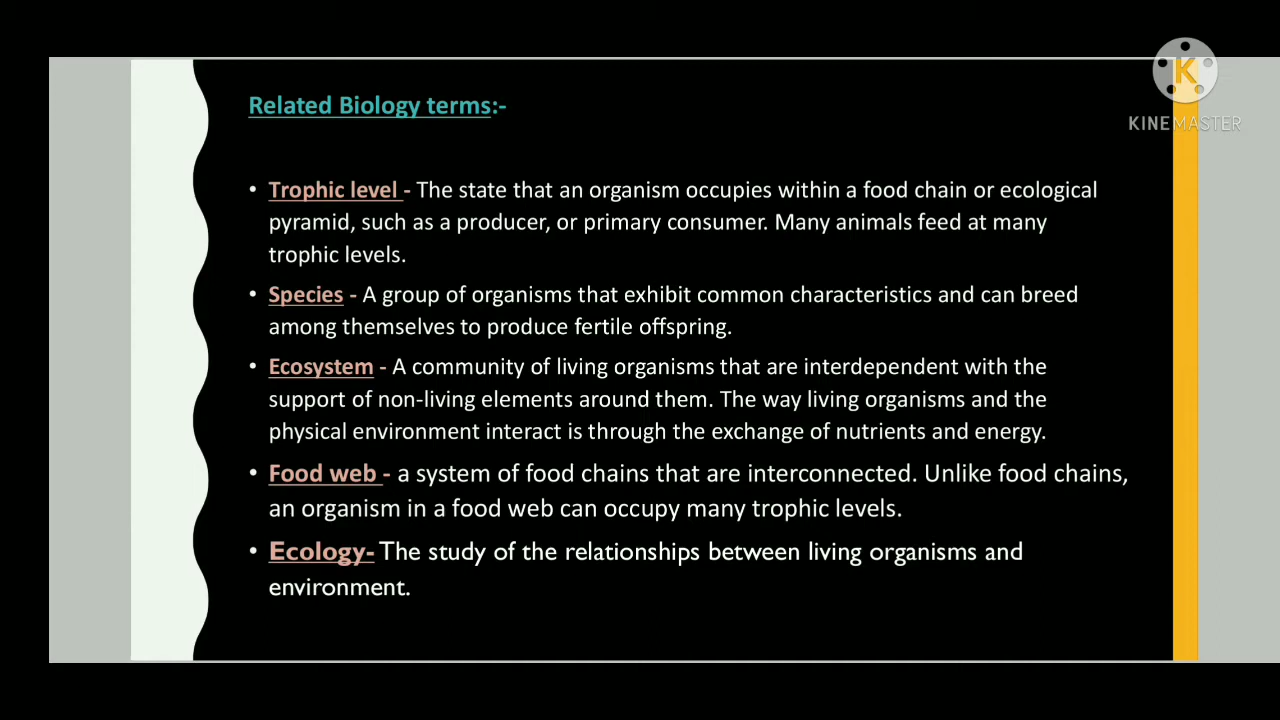 K
KINEMASTER
Related Biology terms:-
• Trophic level - The state that an organism occupies within a food chain or ecological
pyramid, such as a producer, or primary consumer. Many animals feed at many
trophic levels.
• Species - A group of organisms that exhibit common characteristics and can breed
among themselves to produce fertile offspring.
• Ecosystem - A community of living organisms that are interdependent with the
support of non-living elements around them. The way living organisms and the
physical environment interact is through the exchange of nutrients and energy.
• Food web - a system of food chains that are interconnected. Unlike food chains,
an organism in a food web can occupy many trophic levels.
• Ecology- The study of the relationships between living organisms and
environment.